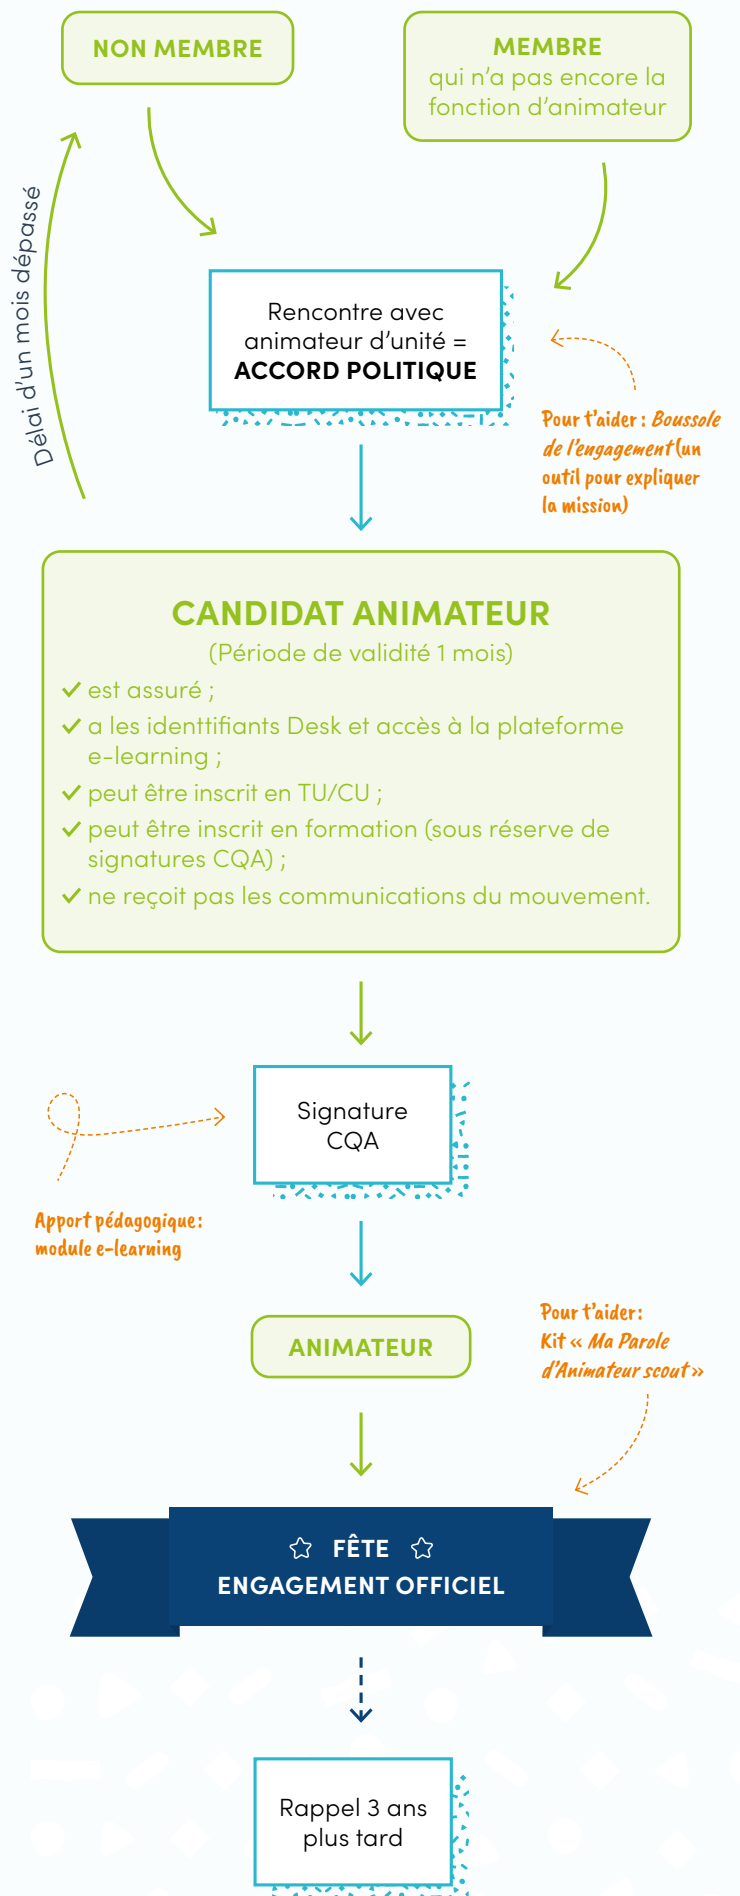 NON MEMBRE
MEMBRE
qui n’a pas encore la
fonction d’animateur
Délai d’un mois dépassé
Rencontre avec
animateur d’unité =
ACCORD POLITIQUE
Pour t’aider : Boussole
de l’engagement (un
outil pour expliquer
la mission)
CANDIDAT ANIMATEUR
(Période de validité 1 mois)
est assuré ;
a les identtifiants Desk et accès à la plateforme
e-learning ;
peut être inscrit en TU/CU ;
peut être inscrit en formation (sous réserve de
signatures CQA) ;
ne reçoit pas les communications du mouvement.
Signature
CQA
Apport pédagogique :
module e-learning
ANIMATEUR
Pour t’aider :
Kit « Ma Parole
d’Animateur scout »
FÊTE
ENGAGEMENT OFFICIEL
Rappel 3 ans
plus tard